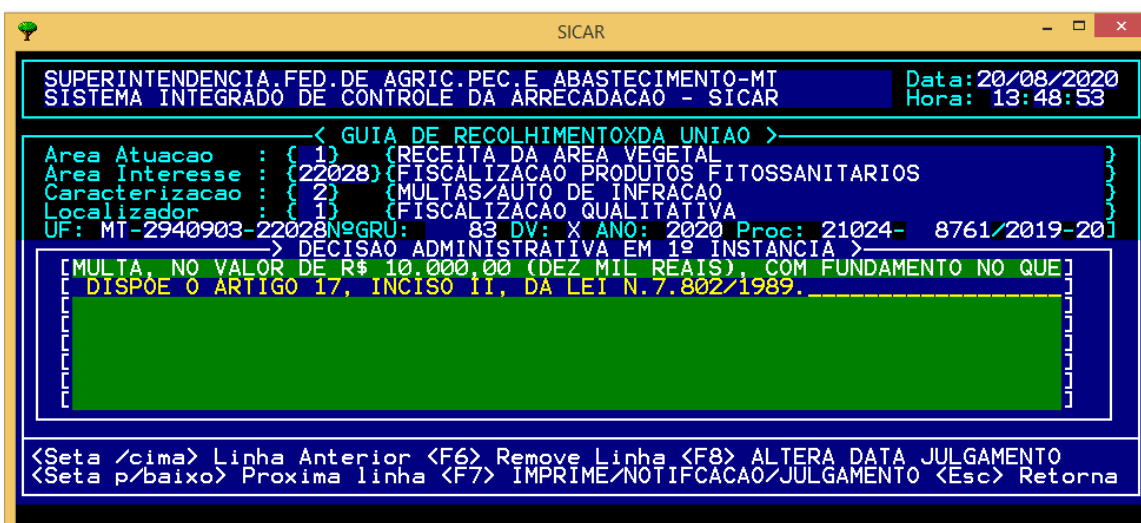 SICAR
SUPERINTENDENCIA.FED.DE AGRIC.PEC.E ABASTECIMENTO-MT Data:20/08/2020
SISTEMA INTEGRADO DE CONTROLE DA ARRECADACAO - SICAR Hora: 13:48:53
< GUIA DE RECOLHIMENTOXDA UNIAO >
Area Atuacao : { 1} {RECEITA DA AREA VEGETAL }
Area Interesse : {22028}{FISCALIZACAO PRODUTOS FITOSSANITARIOS }
Caracterizacao : { 2} {MULTAS/AUTO DE INFRACAO }
Localizador : { 1} {FISCALIZACAO QUALITATIVA }
UF: MT-2940903-22028NºGRU: 83 DV: X ANO: 2020 Proc: 21024- 8761/2019-20]
> DECISAO ADMINISTRATIVA EM 1º INSTANCIA >
[MULTA, NO VALOR DE R$ 10.000,00 (DEZ MIL REAIS), COM FUNDAMENTO NO QUE]
[ DISPOE O ARTIGO 17, INCISO II, DA LEI N.7.802/1989.__________________]
[ ]
[ ]
[ ]
[ ]
[ ]
[ ]
<Seta /cima> Linha Anterior <F6> Remove Linha <F8> ALTERA DATA JULGAMENTO
<Seta p/baixo> Proxima linha <F7> IMPRIME/NOTIFCACAO/JULGAMENTO <Esc> Retorna